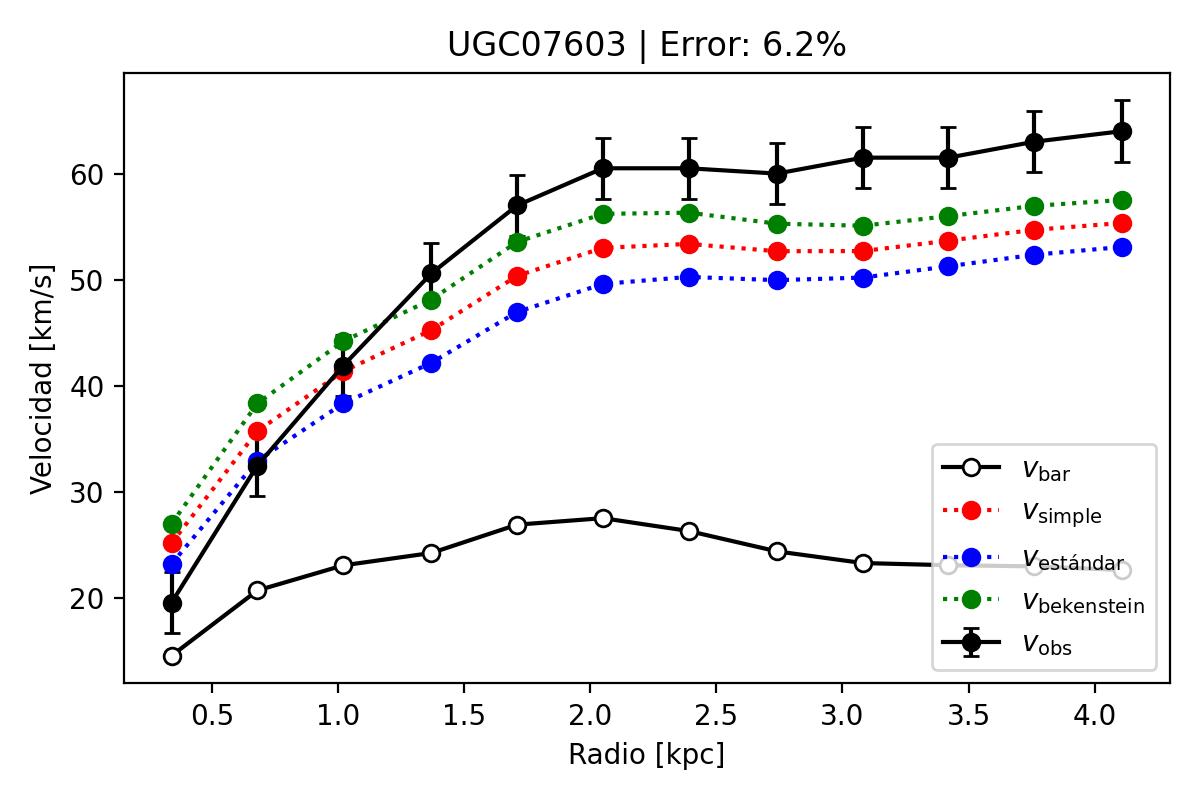 UGC07603 | Error: 6.2%
Velocidad [km/s]
60
50
40
30
20
v_bar
v_simple
v_estándar
v_bekenstein
v_obs
0.5 1.0 1.5 2.0 2.5 3.0 3.5 4.0
Radio [kpc]